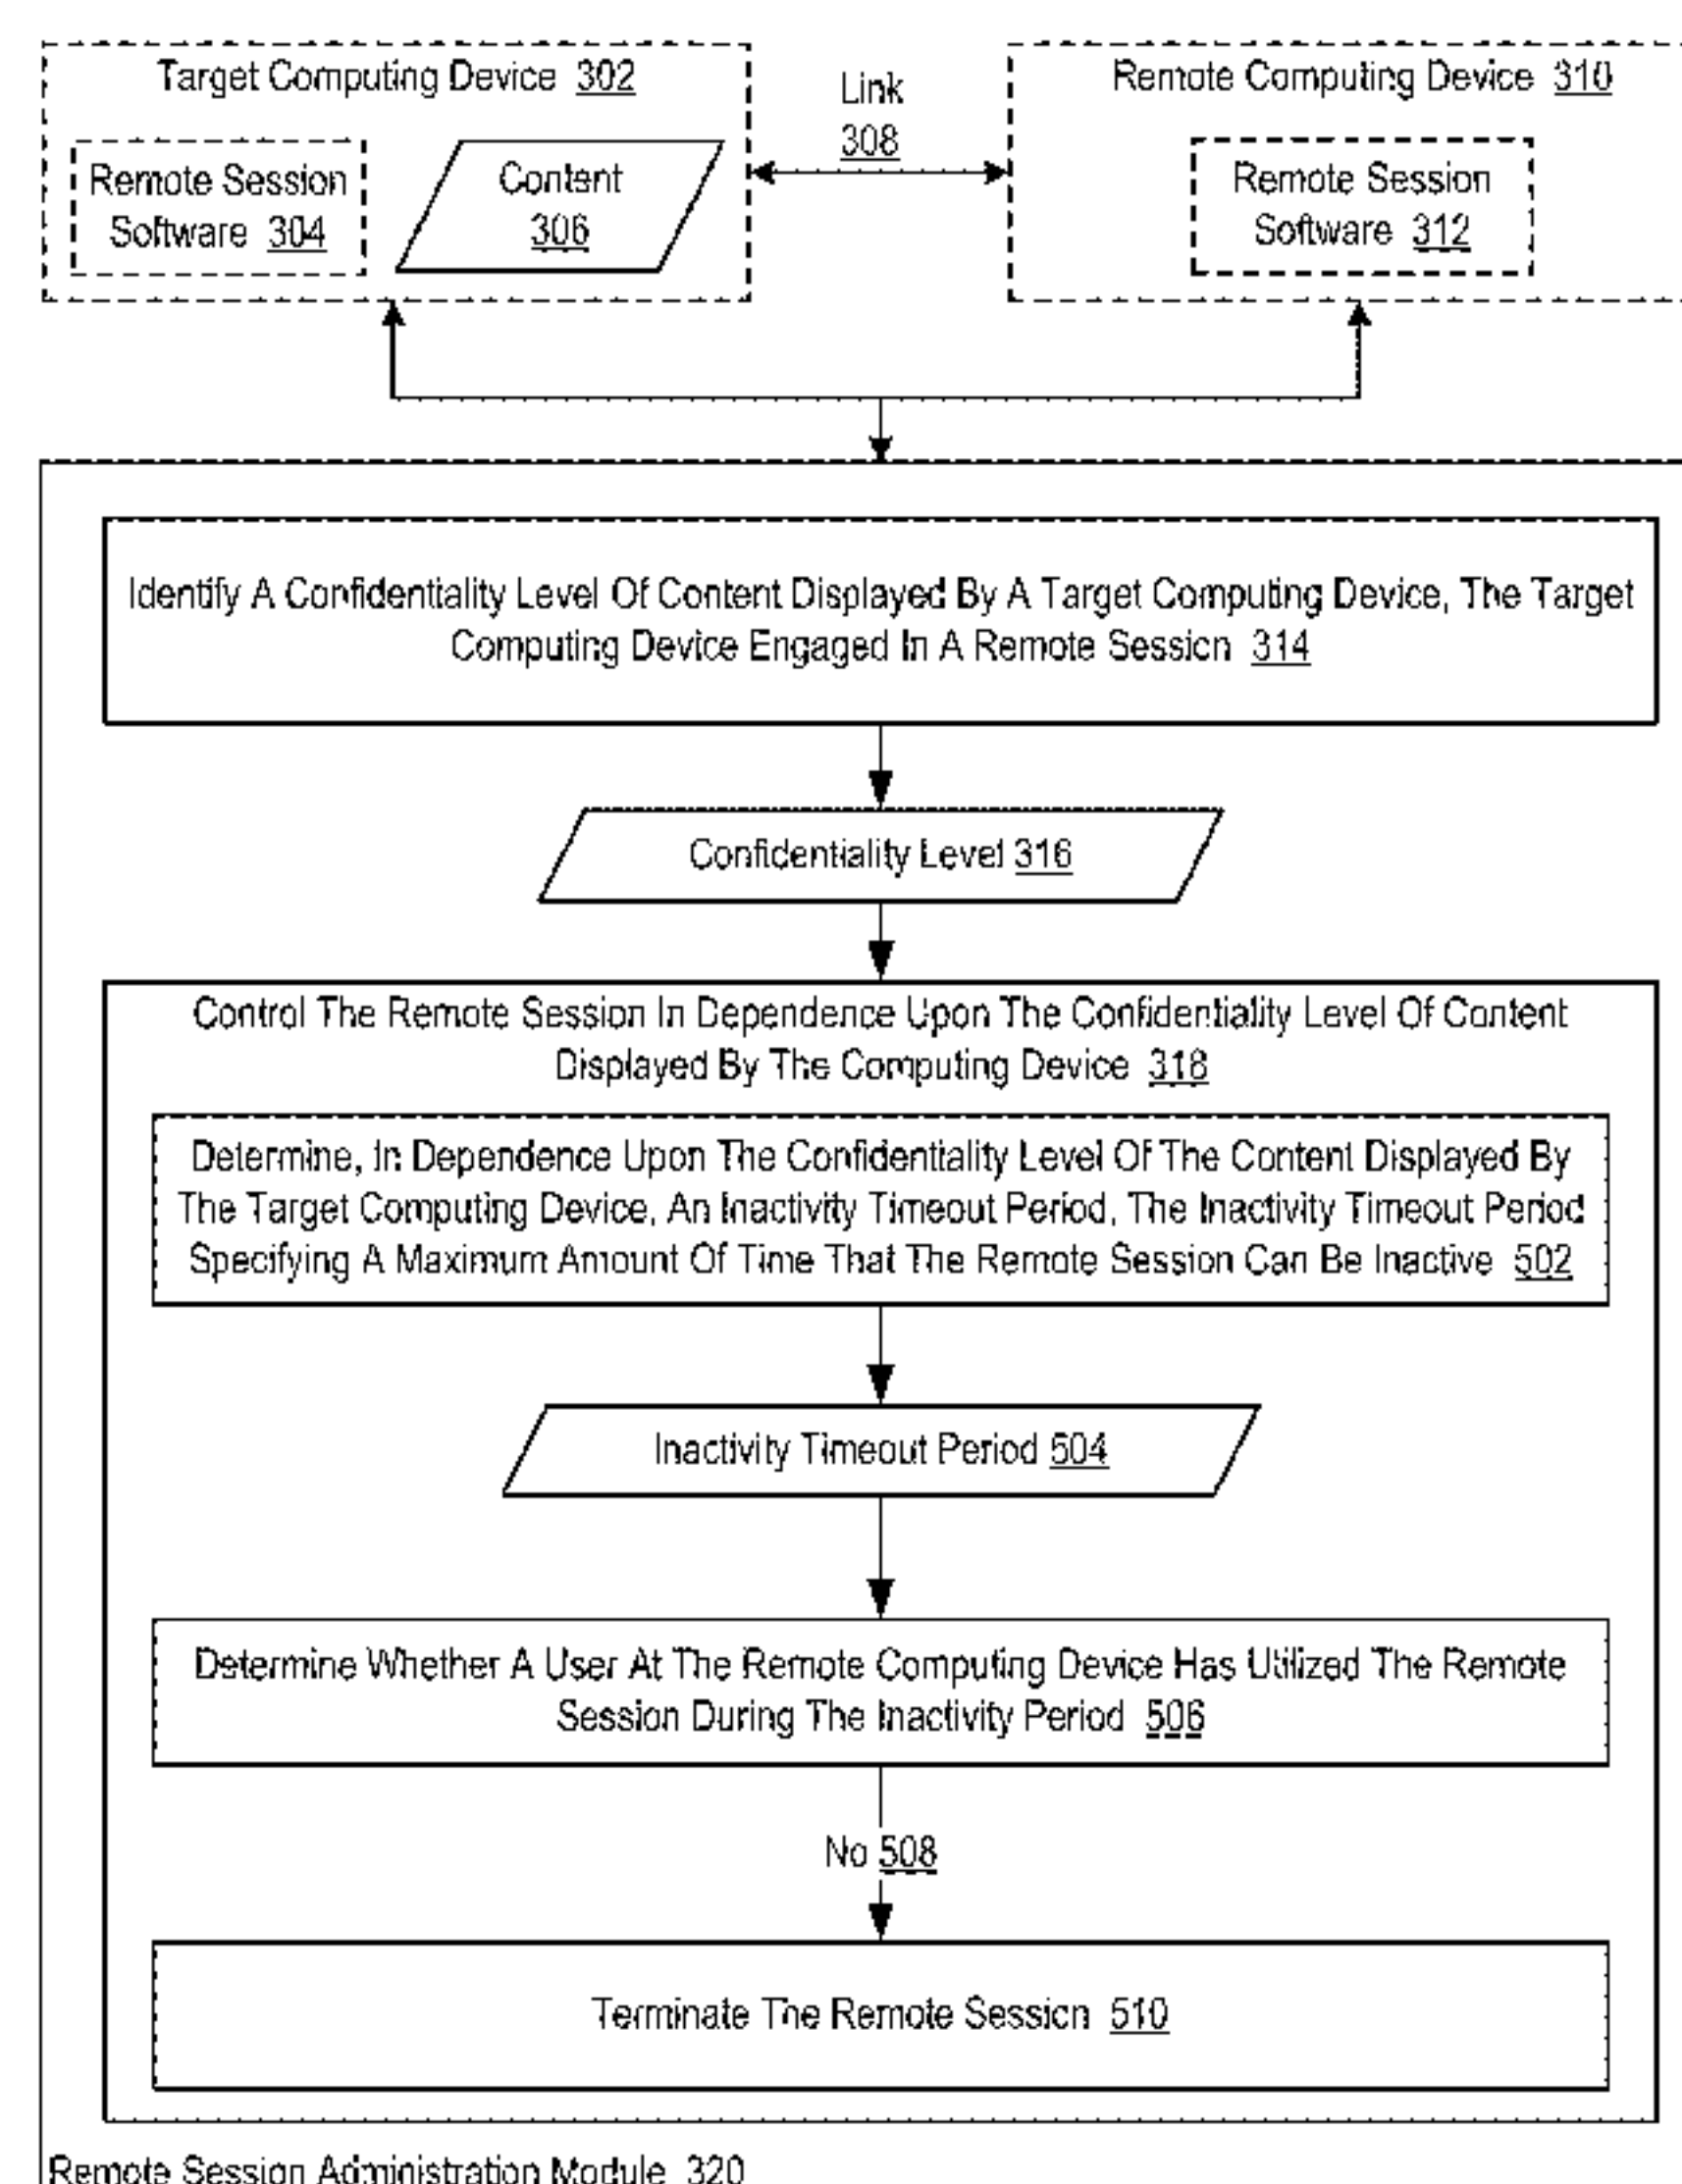 Target Computing Device 302
Remote Session
Software 304
Content
306
Link
308
Remote Computing Device 310
Remote Session
Software 312
Identify A Confidentiality Level Of Content Displayed By A Target Computing Device, The Target
Computing Device Engaged In A Remote Session 314
Confidentiality Level 316
Control The Remote Session In Dependence Upon The Confidentiality Level Of Content
Displayed By The Computing Device 318
Determine, In Dependence Upon The Confidentiality Level Of The Content Displayed By
The Target Computing Device, An Inactivity Timeout Period, The Inactivity Timeout Period
Specifying A Maximum Amount Of Time That The Remote Session Can Be Inactive 502
Inactivity Timeout Period 504
Determine Whether A User At The Remote Computing Device Has Utilized The Remote
Session During The Inactivity Period 506
No 508
Terminate The Remote Session 510
Remote Session Administration Module 320